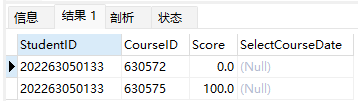 信息 结果 1 剖析 状态
StudentID CourseID Score SelectCourseDate
202263050133 630572 0.0 (Null)
202263050133 630575 100.0 (Null)